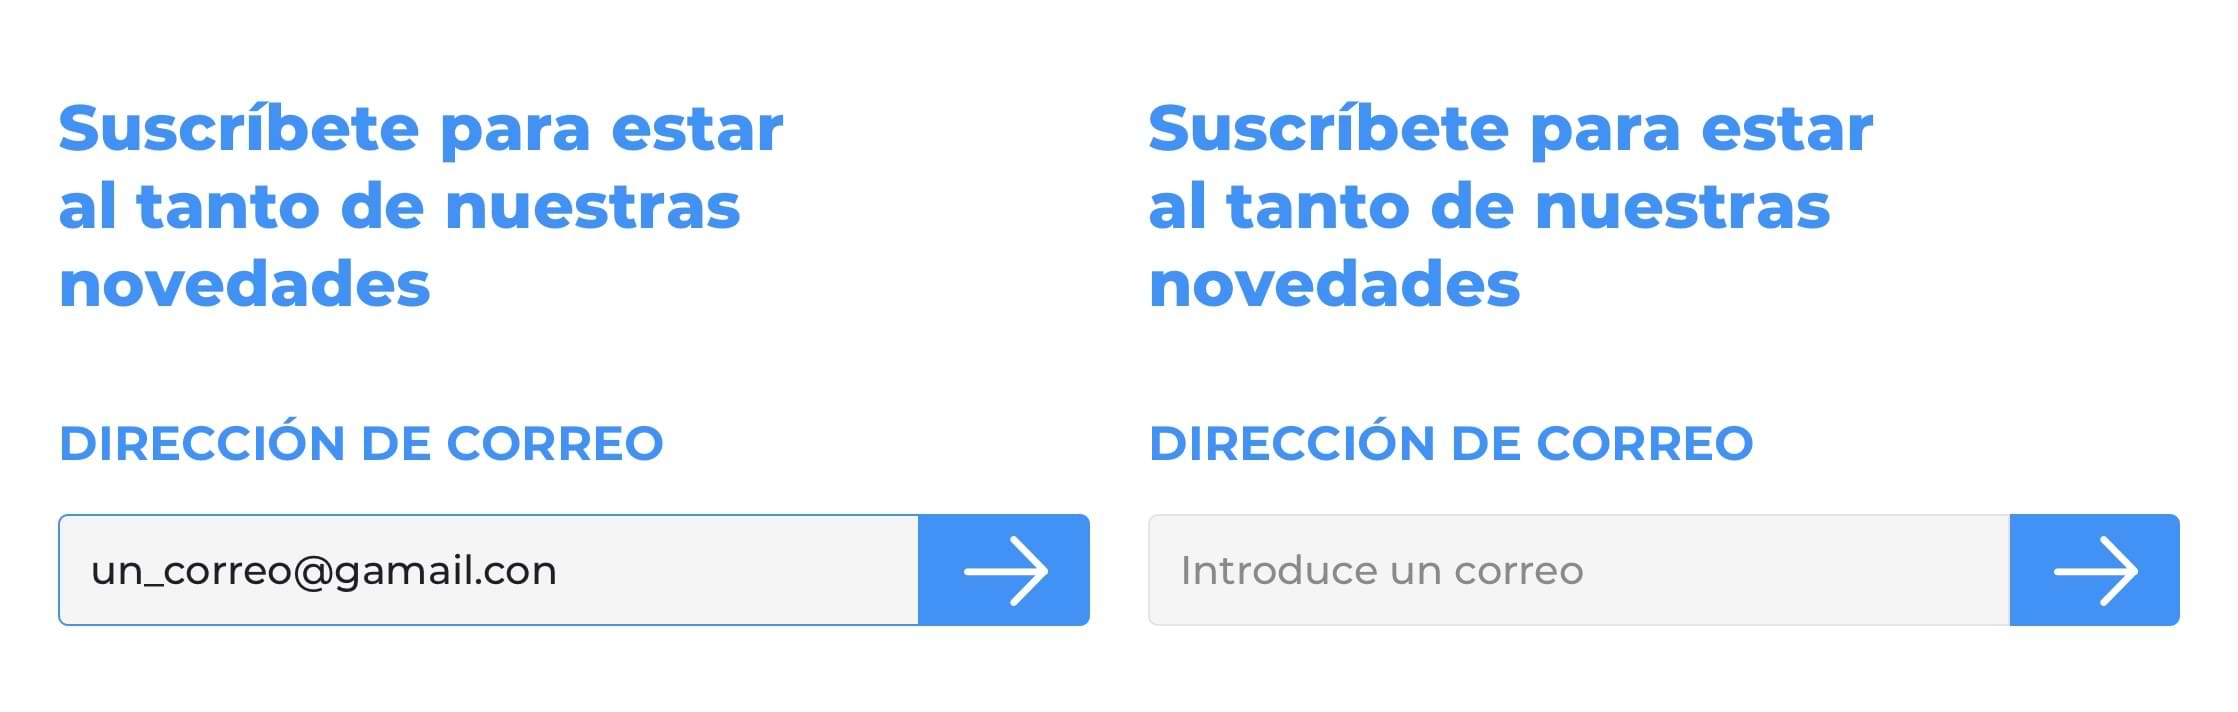 Suscríbete para estar
al tanto de nuestras
novedades
DIRECCIÓN DE CORREO
un_correo@gamail.con
Suscríbete para estar
al tanto de nuestras
novedades
DIRECCIÓN DE CORREO
Introduce un correo